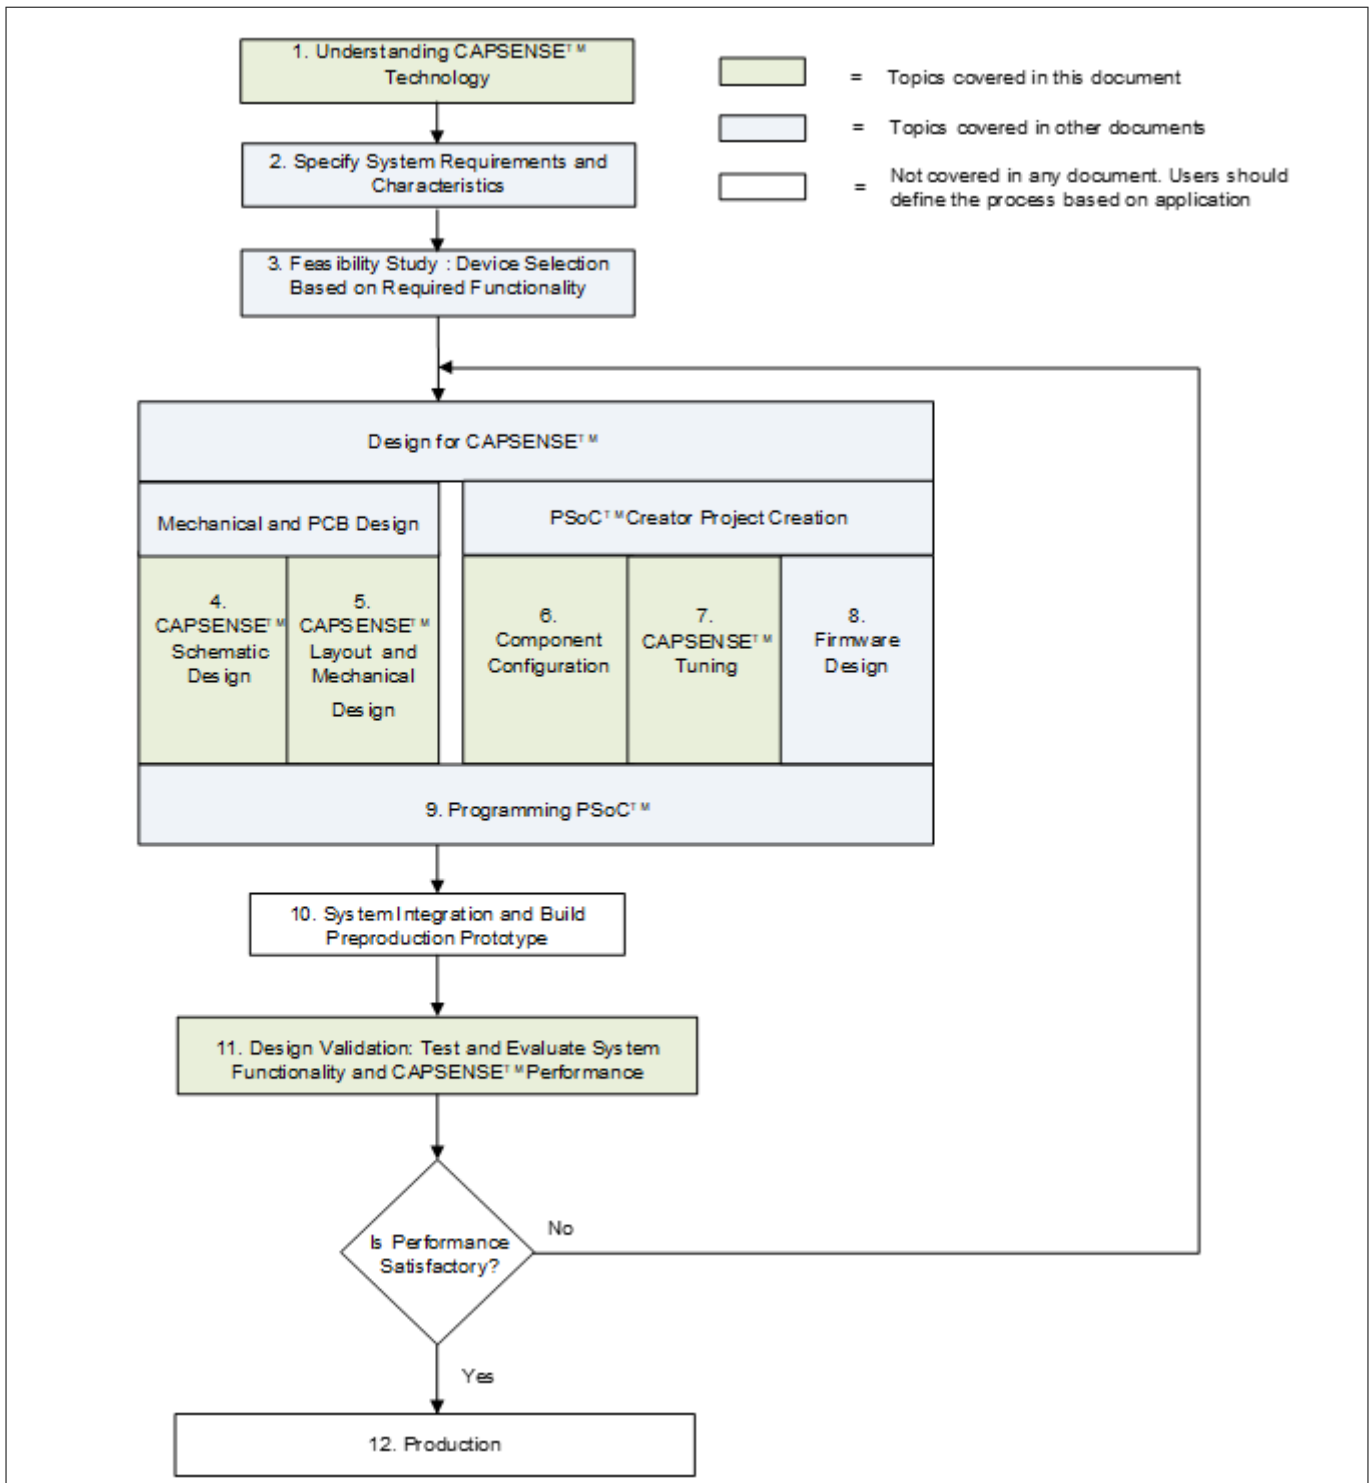 1. Understanding CAPSENSE™
Technology
= Topics covered in this document
= Topics covered in other documents
= Not covered in any document. Users should
define the process based on application
2. Specify System Requirements and
Characteristics
3. Feasibility Study : Device Selection
Based on Required Functionality
Design for CAPSENSE™
Mechanical and PCB Design
PSoC™ Creator Project Creation
4.
CAPSENSE™
Schematic
Design
5.
CAPSENSE™
Layout and
Mechanical
Design
6.
Component
Configuration
7.
CAPSENSE™
Tuning
8.
Firmware
Design
9. Programming PSoC™
10. System Integration and Build
Preproduction Prototype
11. Design Validation: Test and Evaluate System
Functionality and CAPSENSE™ Performance
Is Performance
Satisfactory?
No
Yes
12. Production